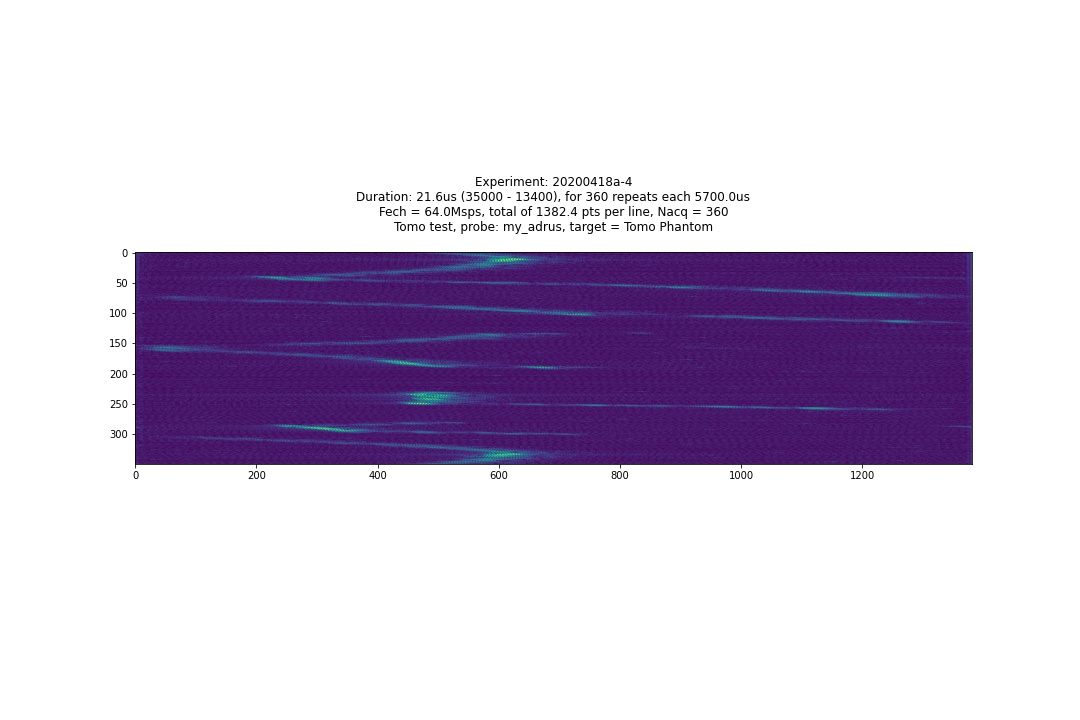 Experiment: 20200418a-4
Duration: 21.6us (35000 - 13400), for 360 repeats each 5700.0us
Fech = 64.0Msps, total of 1382.4 pts per line, Nacq = 360
Tomo test, probe: my_adrus, target = Tomo Phantom
0
50
100
150
200
250
300
0 200 400 600 800 1000 1200